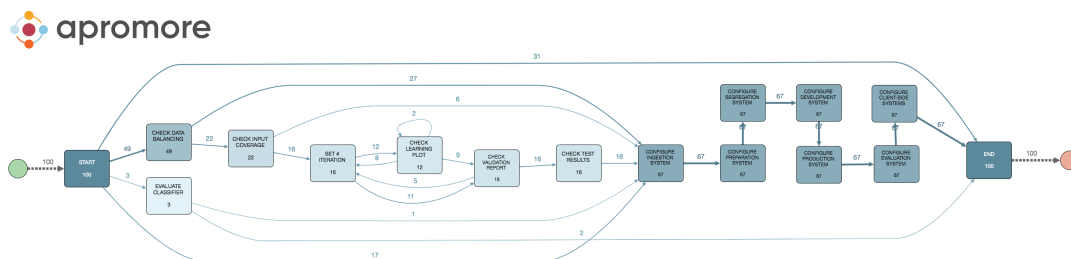 apromore
31
27
6
2
CONFIGURE
SEGREGATION
SYSTEM
67
67
CONFIGURE
DEVELOPMENT
SYSTEM
67
CONFIGURE
CLIENT-SIDE
SYSTEMS
67
67
67
67
67
100
START
100
49
CHECK DATA
BALANCING
49
22
CHECK INPUT
COVERAGE
22
16
SET #
ITERATION
16
12
8
CHECK
LEARNING
PLOT
12
9
5
11
CHECK
VALIDATION
REPORT
16
16
CHECK TEST
RESULTS
16
16
CONFIGURE
INGESTION
SYSTEM
67
67
CONFIGURE
PREPARATION
SYSTEM
67
CONFIGURE
PRODUCTION
SYSTEM
67
67
CONFIGURE
EVALUATION
SYSTEM
67
END
100
100
3
EVALUATE
CLASSIFIER
3
1
2
17